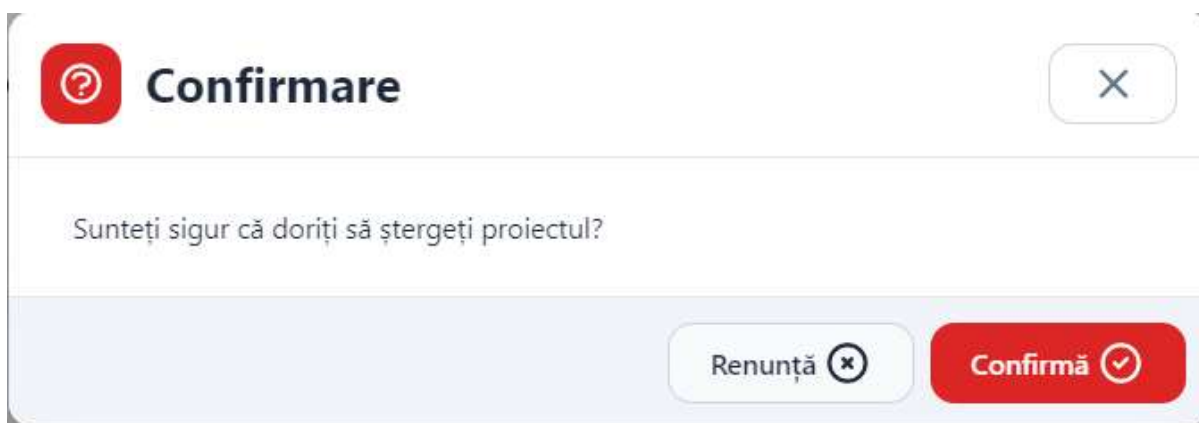 Confirmare
Sunteți sigur că doriți să ștergeți proiectul?
Renunță
Confirmă